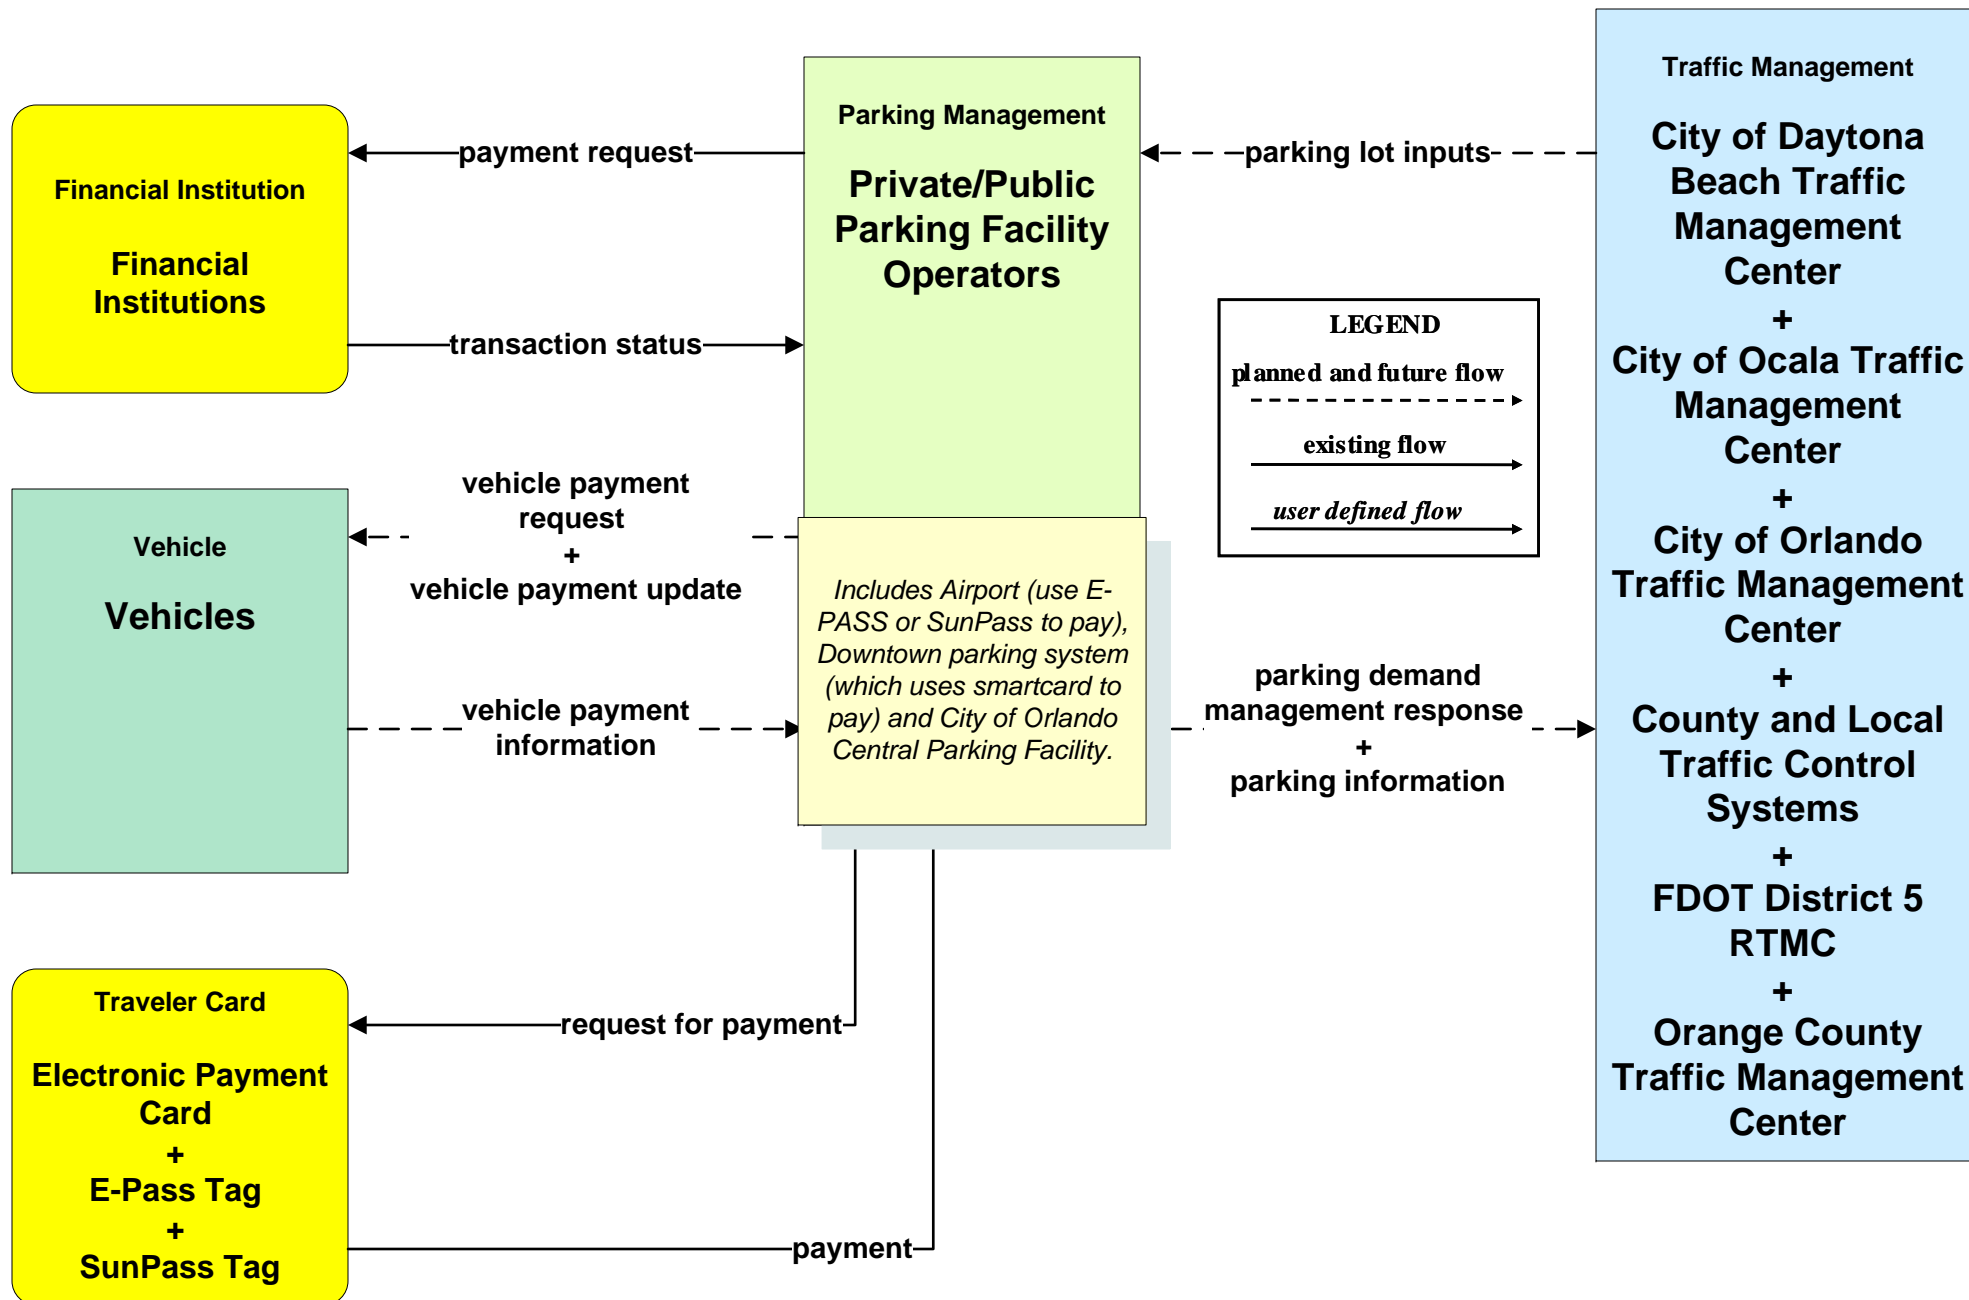 Financial Institution
Financial
Institutions
payment request
transaction status
Parking Management
Private/Public
Parking Facility
Operators
parking lot inputs
Traffic Management
City of Daytona
Beach Traffic
Management
Center
+
City of Ocala Traffic
Management
Center
+
City of Orlando
Traffic Management
Center
+
County and Local
Traffic Control
Systems
+
FDOT District 5
RTMC
+
Orange County
Traffic Management
Center
LEGEND
planned and future flow
existing flow
user defined flow
Vehicle
Vehicles
vehicle payment
request
+
vehicle payment update
vehicle payment
information
Includes Airport (use E-
PASS or SunPass to pay),
Downtown parking system
(which uses smartcard to
pay) and City of Orlando
Central Parking Facility.
parking demand
management response
+
parking information
Traveler Card
Electronic Payment
Card
+
E-Pass Tag
+
SunPass Tag
request for payment
payment